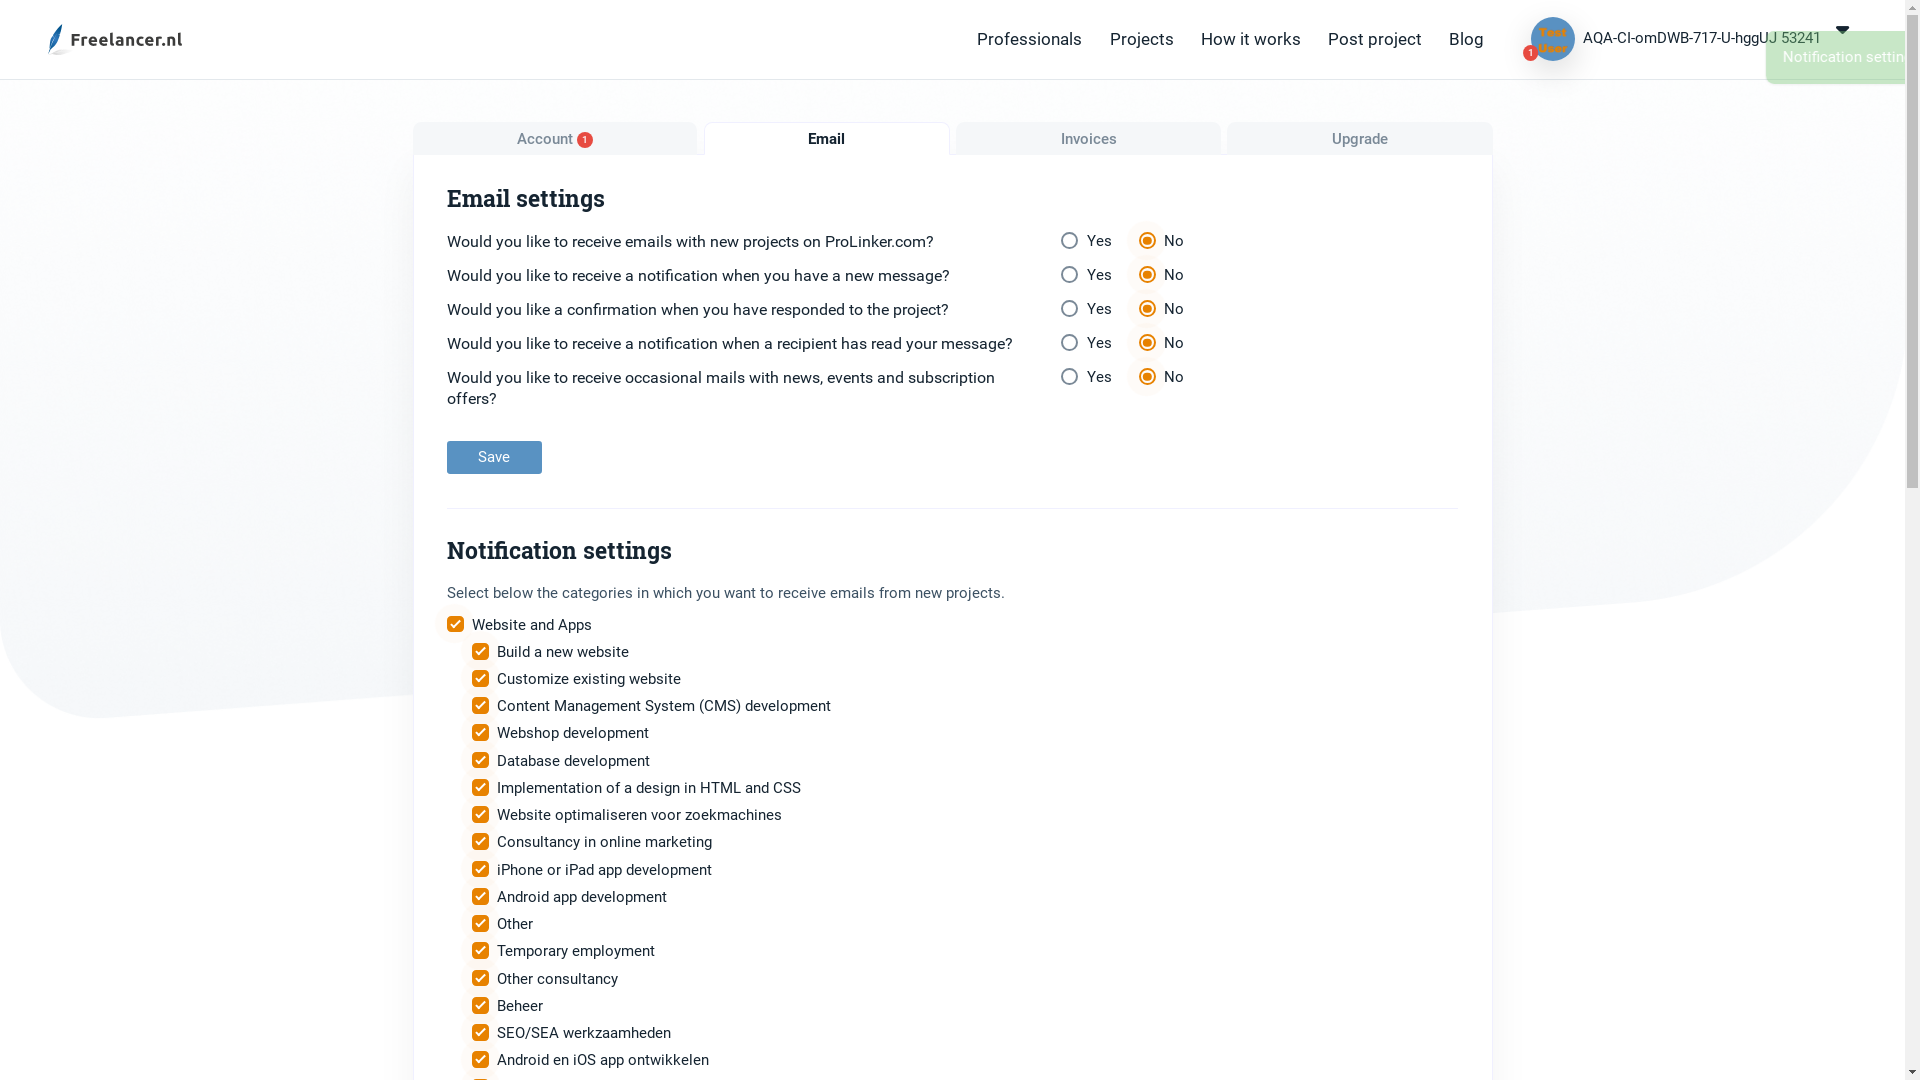 Freelancer.nl
Professionals
Projects
How it works
Post project
Blog
Test
User
1
AQA-CI-omDWB-717-U-hggUJ 53241
Notification
Account 1
Email
Invoices
Upgrade
Email settings
Would you like to receive emails with new projects on ProLinker.com?
Yes No
Would you like to receive a notification when you have a new message?
Yes No
Would you like a confirmation when you have responded to the project?
Yes No
Would you like to receive a notification when a recipient has read your message?
Yes No
Would you like to receive occasional mails with news, events and subscription
offers?
Yes No
Save
Notification settings
Select below the categories in which you want to receive emails from new projects.
Website and Apps
Build a new website
Customize existing website
Content Management System (CMS) development
Webshop development
Database development
Implementation of a design in HTML and CSS
Website optimaliseren voor zoekmachines
Consultancy in online marketing
iPhone or iPad app development
Android app development
Other
Temporary employment
Other consultancy
Beheer
SEO/SEA werkzaamheden
Android en iOS app ontwikkelen